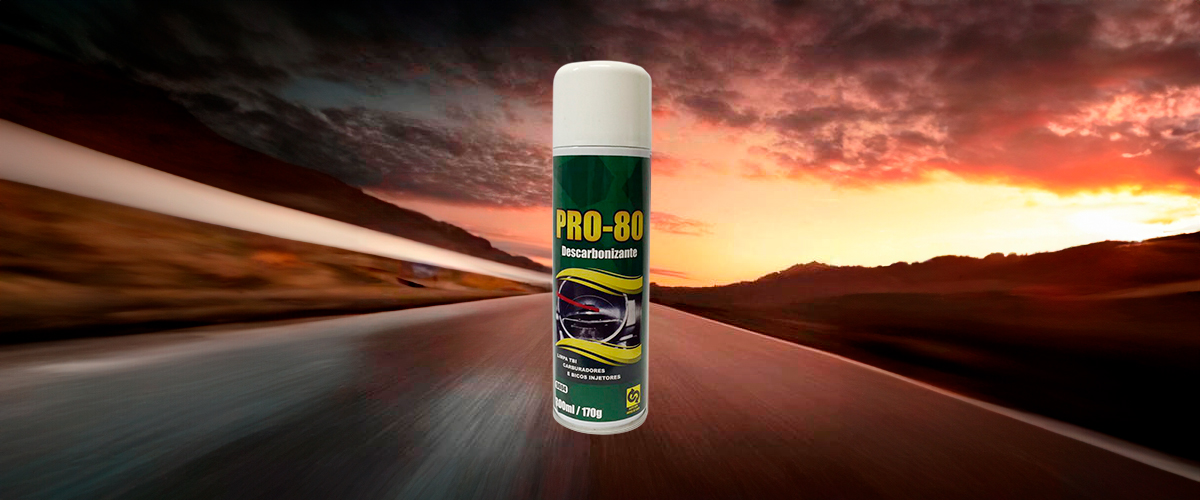 PRO-80
Descarbonizante
LIMPA TBI
CARBURADORES
E BICOS INJETORES
300ml / 170g